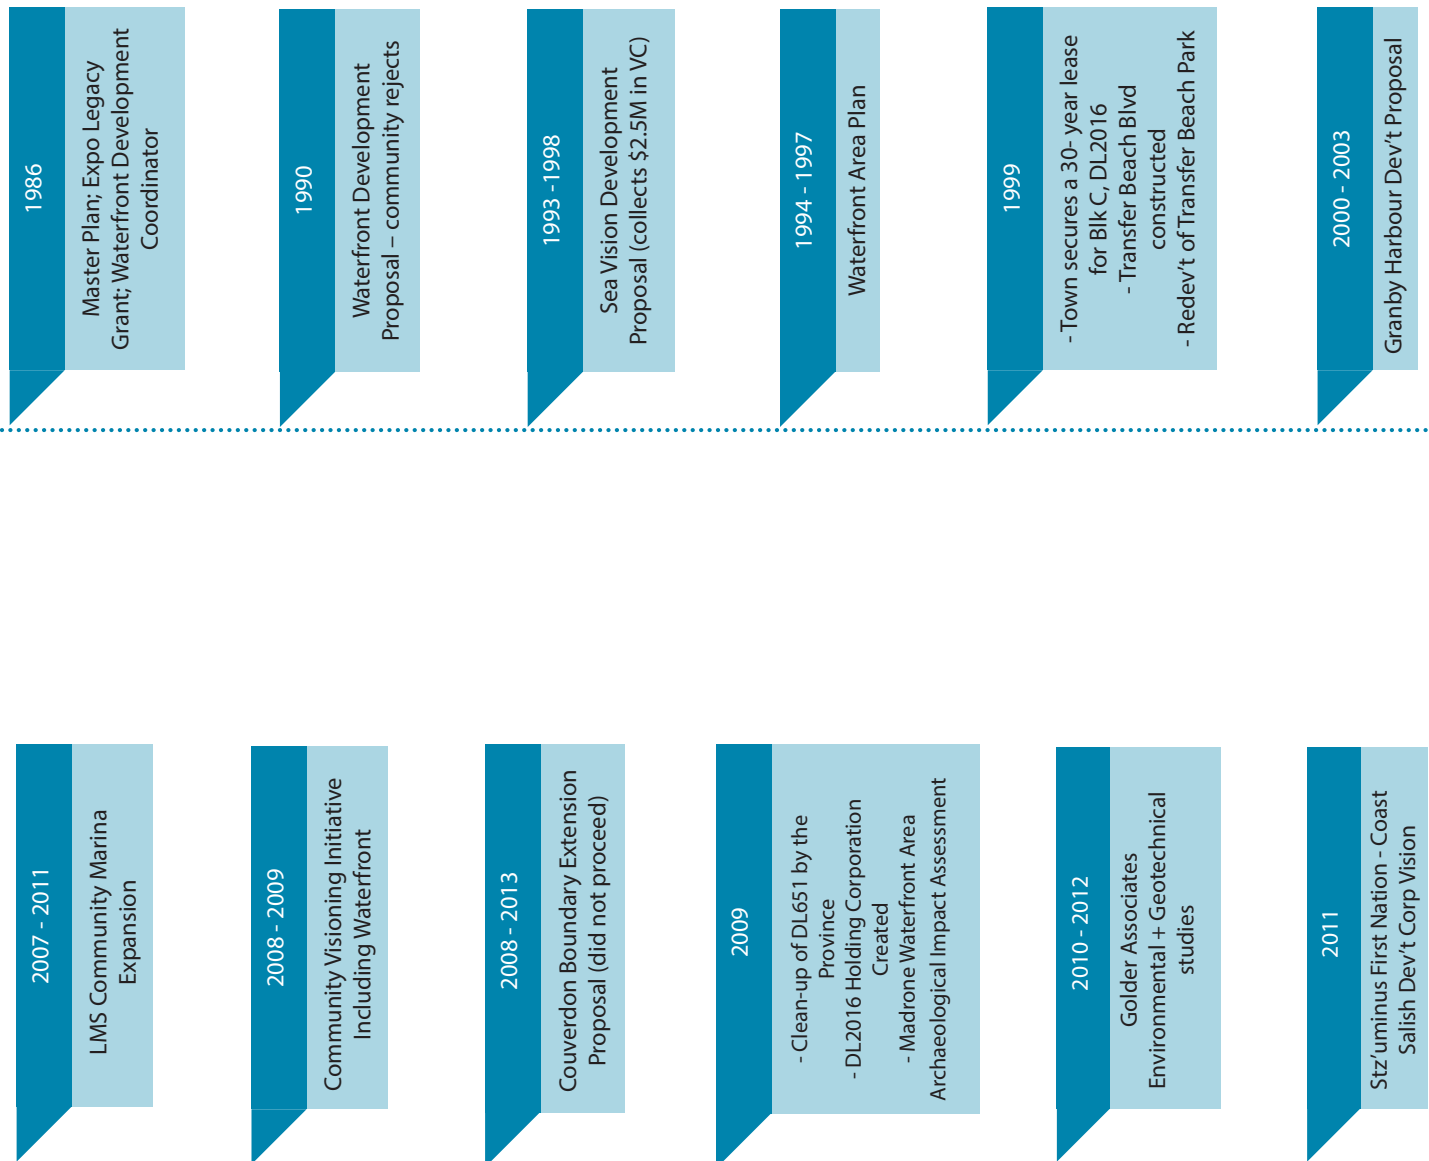 1986
Master Plan; Expo Legacy
Grant; Waterfront Development
Coordinator
1990
Waterfront Development
Proposal – community rejects
1993 -1998
Sea Vision Development
Proposal (collects $2.5M in VC)
1994 - 1997
Waterfront Area Plan
1999
- Town secures a 30- year lease
for Blk C, DL2016
- Transfer Beach Blvd
constructed
- Redev't of Transfer Beach Park
2000 - 2003
Granby Harbour Dev't Proposal
2007 - 2011
LMS Community Marina
Expansion
2008 - 2009
Community Visioning Initiative
Including Waterfront
2008 - 2013
Couverdon Boundary Extension
Proposal (did not proceed)
2009
- Clean-up of DL651 by the
Province
- DL2016 Holding Corporation
Created
- Madrone Waterfront Area
Archaeological Impact Assessment
2010 - 2012
Golder Associates
Environmental + Geotechnical
studies
2011
Stz'uminus First Nation - Coast
Salish Dev't Corp Vision